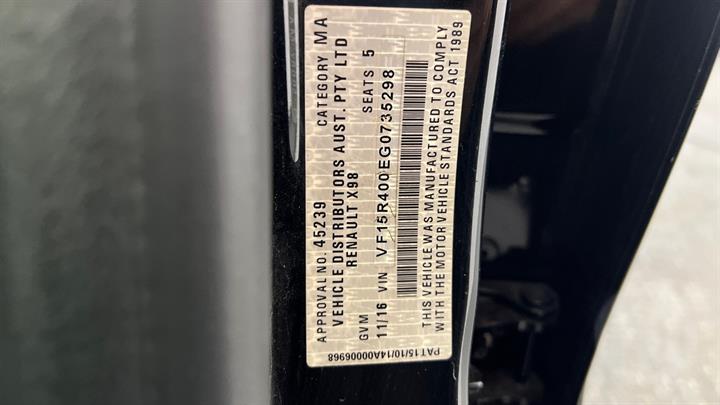 APPROVAL NO. 45239 CATEGORY MA
VEHICLE DISTRIBUTORS AUST. PTY LTD
RENAULT X98
GVM SEATS 5
11/16 VIN VF15R400EG0735298
THIS VEHICLE WAS MANUFACTURED TO COMPLY
WITH THE MOTOR VEHICLE STANDARDS ACT 1989
PAT15/10/14A00006968